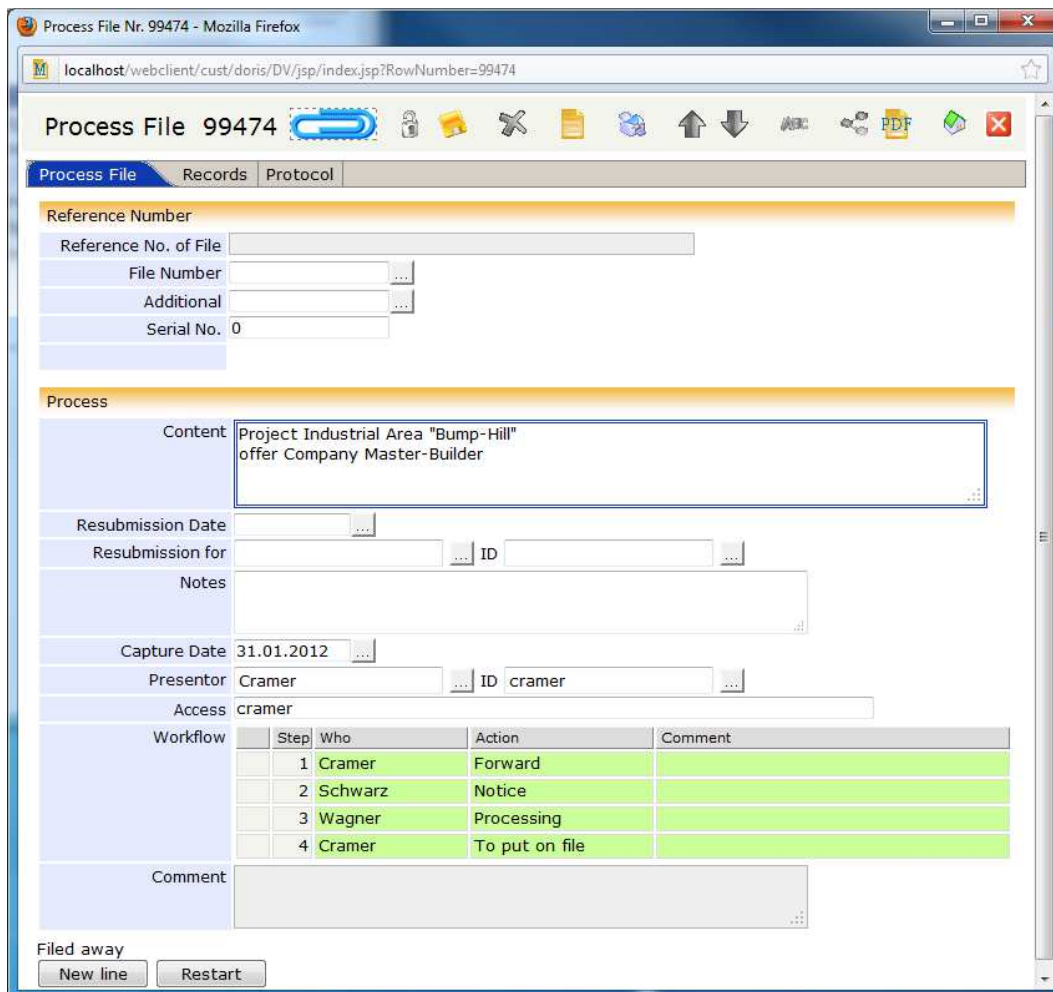 Process File Nr. 99474 - Mozilla Firefox
localhost/webclient/cust/doris/DV/jsp/index.jsp?RowNumber=99474
Process File 99474
ABC
PDF
Process File Records Protocol
Reference Number
Reference No. of File
File Number ...
Additional ...
Serial No. 0
Process
Content Project Industrial Area "Bump-Hill"
offer Company Master-Builder
Resubmission Date ...
Resubmission for ... ID ...
Notes
Capture Date 31.01.2012 ...
Presentor Cramer ... ID cramer ...
Access cramer
Workflow Step Who Action Comment
1 Cramer Forward
2 Schwarz Notice
3 Wagner Processing
4 Cramer To put on file
Comment
Filed away
New line Restart